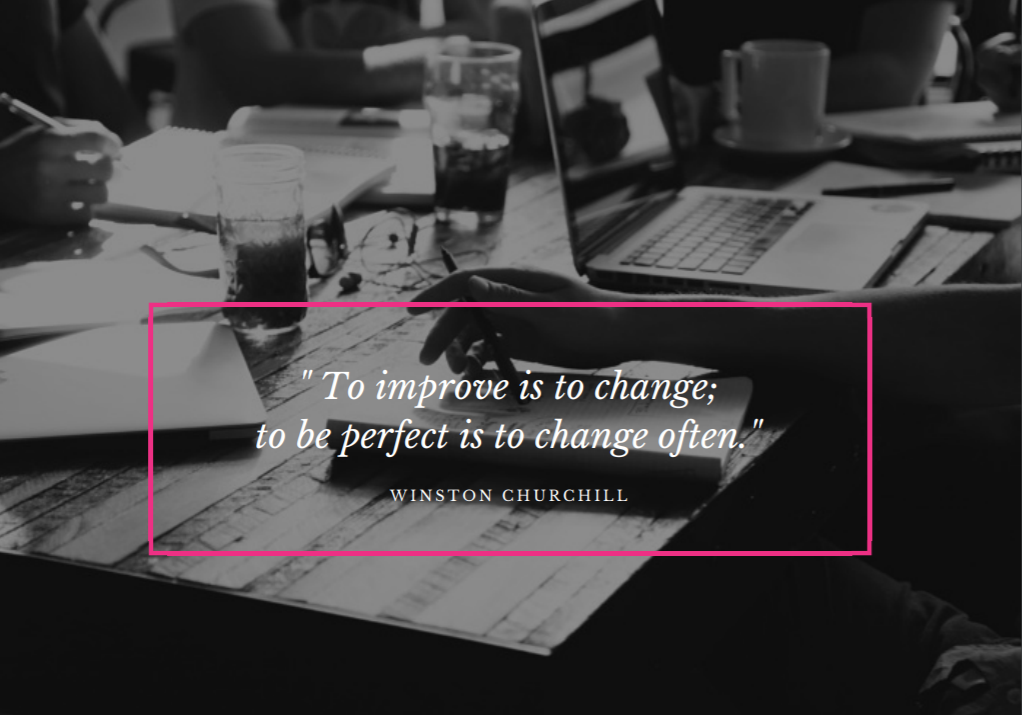 " To improve is to change;
to be perfect is to change often."
WINSTON CHURCHILL